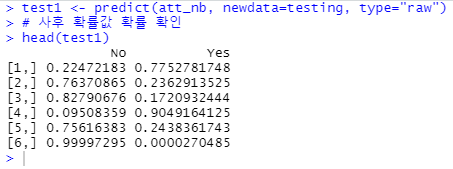 > test1 <- predict(att_nb, newdata=testing, type="raw")
> # 사후 확률값 확률 확인
> head(test1)
No Yes
[1,] 0.22472183 0.7752781748
[2,] 0.76370865 0.2362913525
[3,] 0.82790676 0.1720932444
[4,] 0.09508359 0.9049164125
[5,] 0.75616383 0.2438361743
[6,] 0.99997295 0.0000270485
>